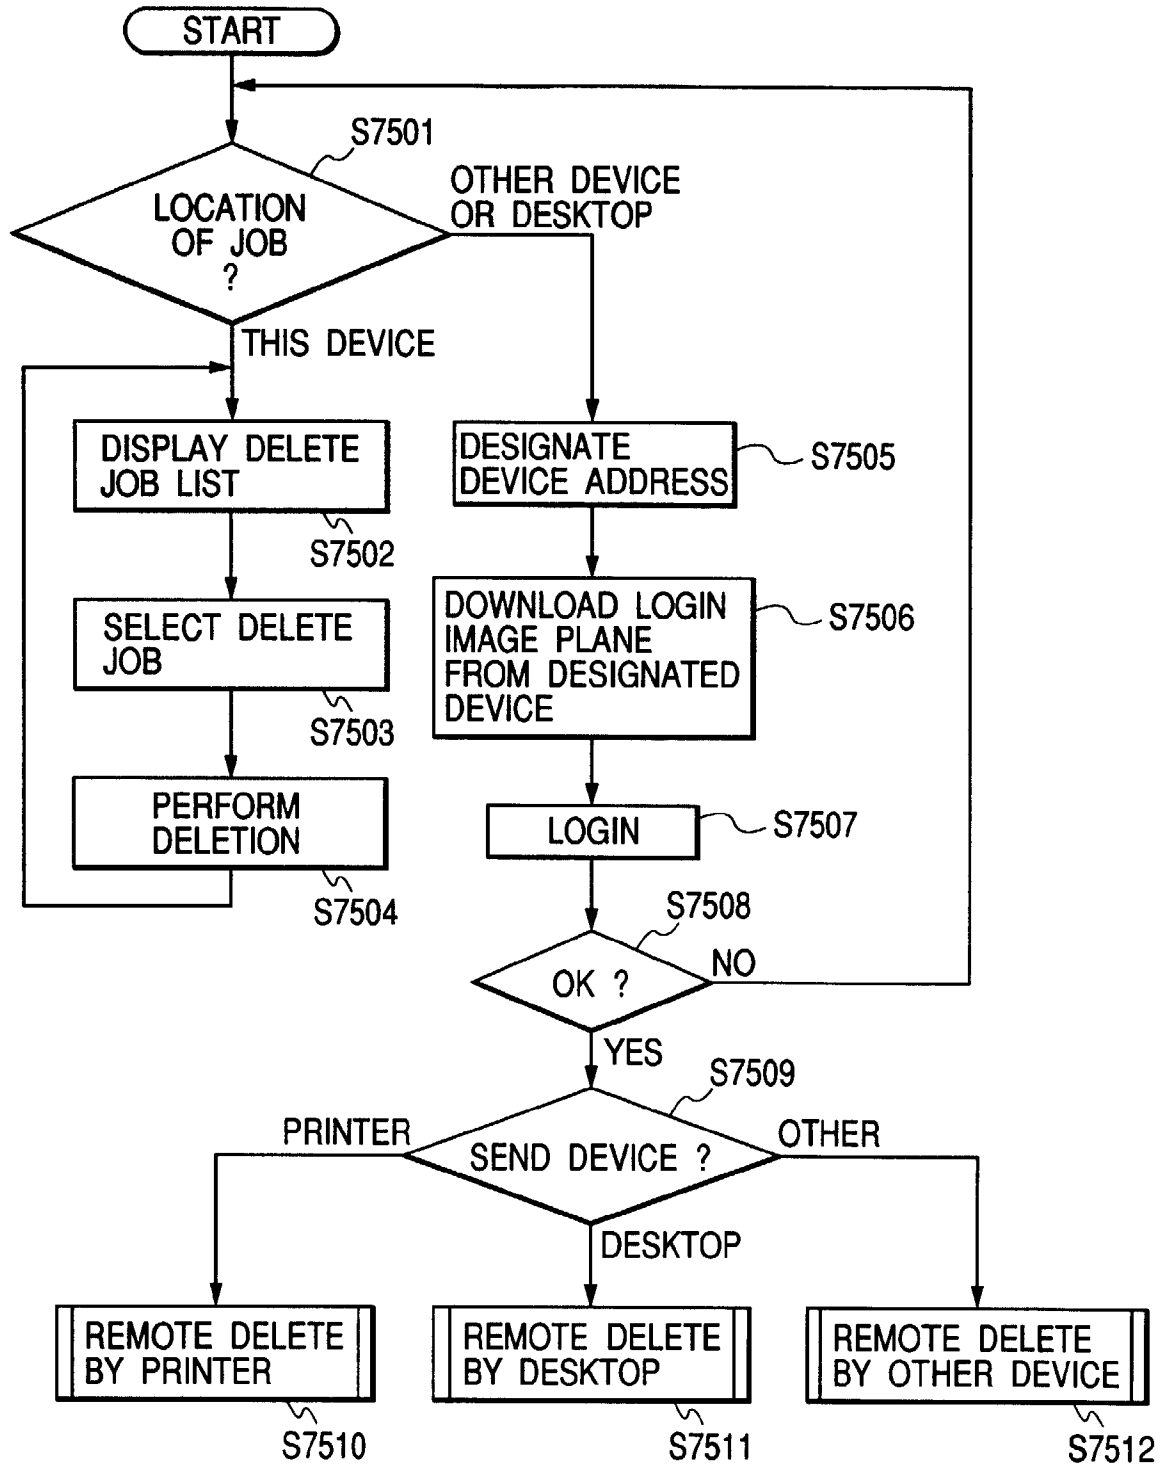 START
S7501
LOCATION
OF JOB
?
OTHER DEVICE
OR DESKTOP
THIS DEVICE
DISPLAY DELETE
JOB LIST
S7502
SELECT DELETE
JOB
S7503
PERFORM
DELETION
S7504
DESIGNATE
DEVICE ADDRESS
S7505
DOWNLOAD LOGIN
IMAGE PLANE
FROM DESIGNATED
DEVICE
S7506
LOGIN
S7507
S7508
OK ?
NO
YES
S7509
SEND DEVICE ?
PRINTER
OTHER
DESKTOP
REMOTE DELETE
BY PRINTER
S7510
REMOTE DELETE
BY DESKTOP
S7511
REMOTE DELETE
BY OTHER DEVICE
S7512